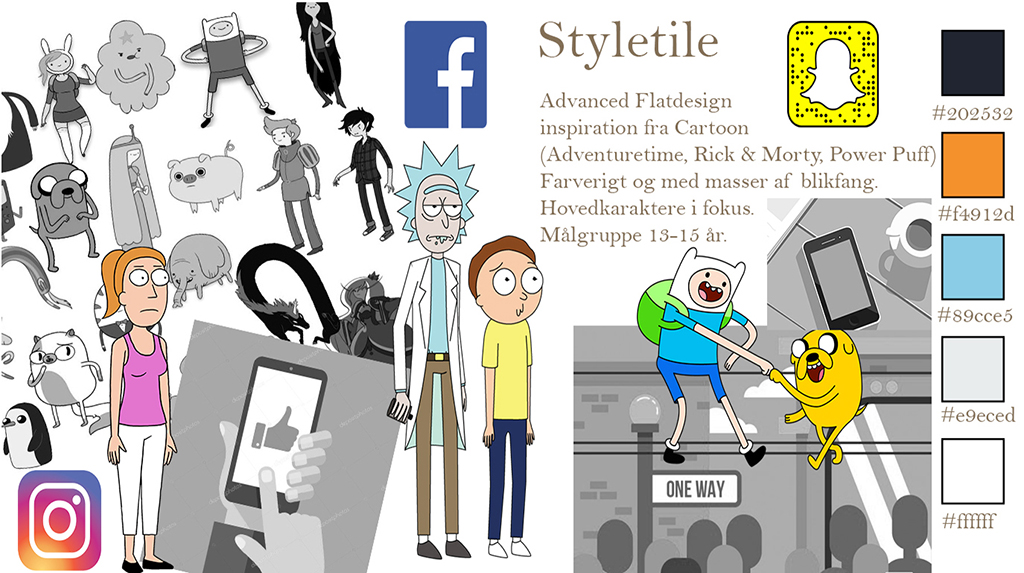 Styletile
Advanced Flatdesign
inspiration fra Cartoon
(Adventuretime, Rick & Morty, Power Puff)
Farverigt og med masser af blikfang.
Hovedkaraktere i fokus.
Målgruppe 13-15 år.
#202532
#f4912d
#89cce5
#e9eced
#ffffff
ONE WAY